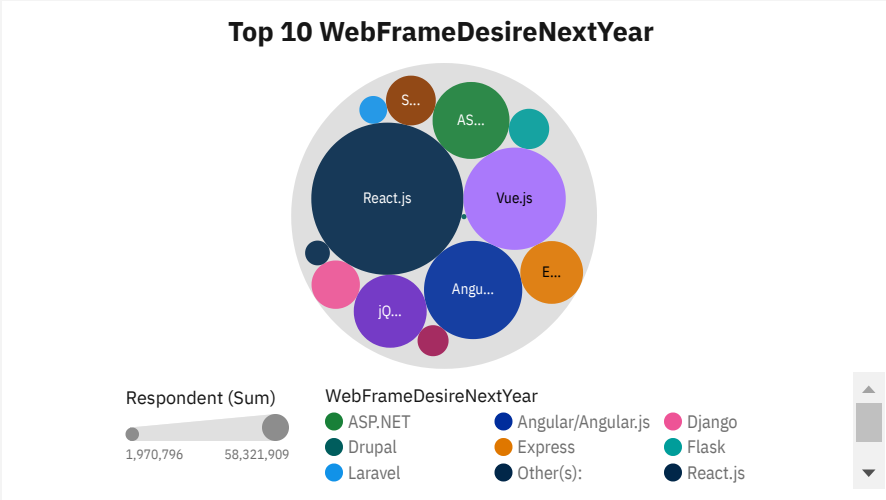 Top 10 WebFrameDesireNextYear
S...
AS...
React.js
Vue.js
E...
Angu...
jQ...
Respondent (Sum)
1,970,796 58,321,909
WebFrameDesireNextYear
ASP.NET Angular/Angular.js Django
Drupal Express Flask
Laravel Other(s): React.js